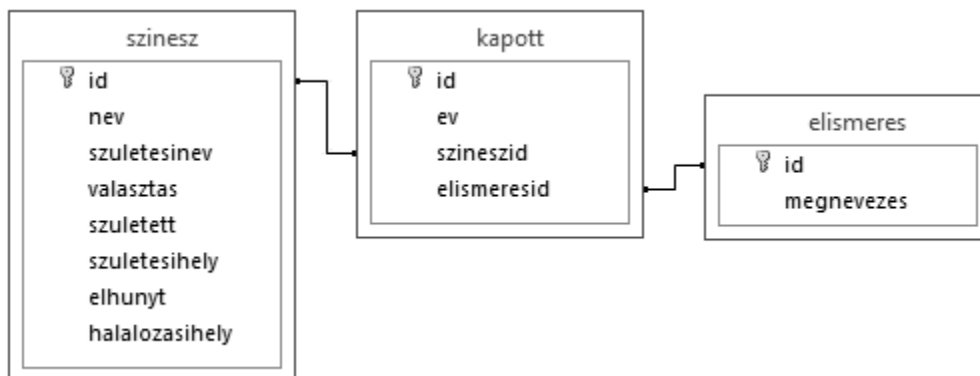 szinesz
id
nev
szuletesinev
valasztas
szuletett
szuletesihely
elhunyt
halalozasihely
kapott
id
ev
szineszid
elismeresid
elismeres
id
megnevezes